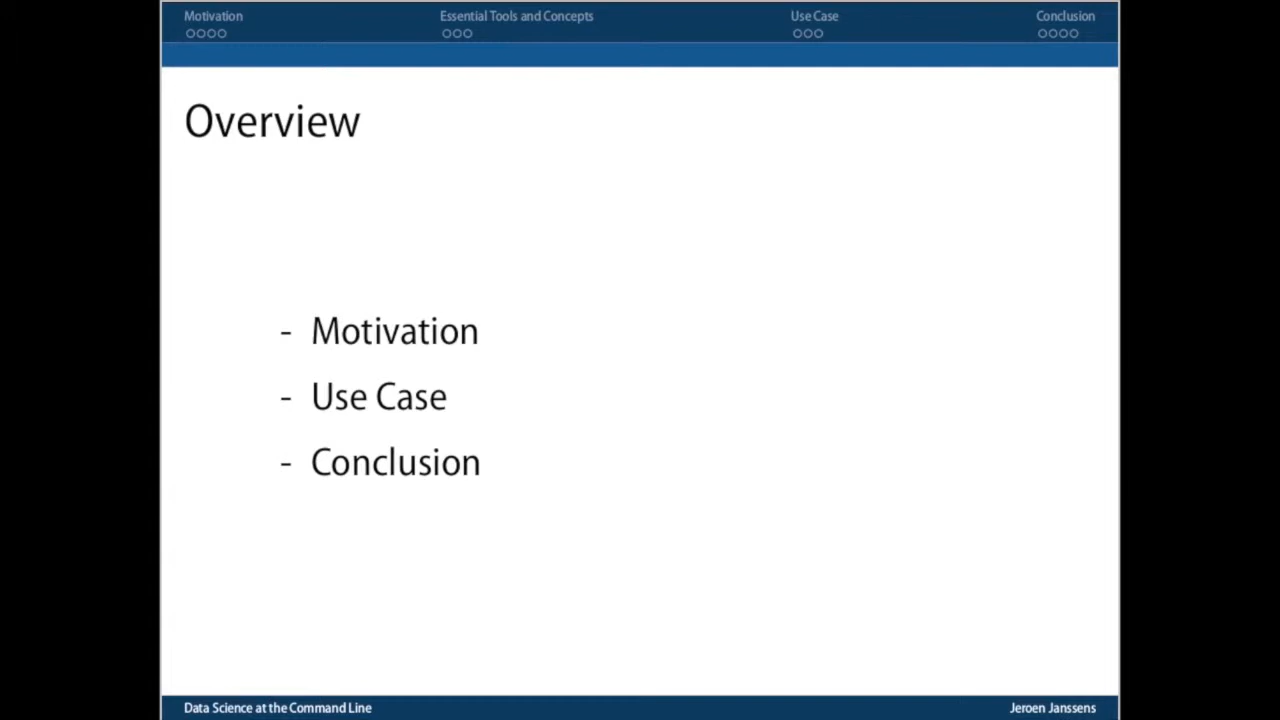 Motivation Essential Tools and Concepts Use Case Conclusion
Overview
- Motivation
- Use Case
- Conclusion
Data Science at the Command Line Jeroen Janssens